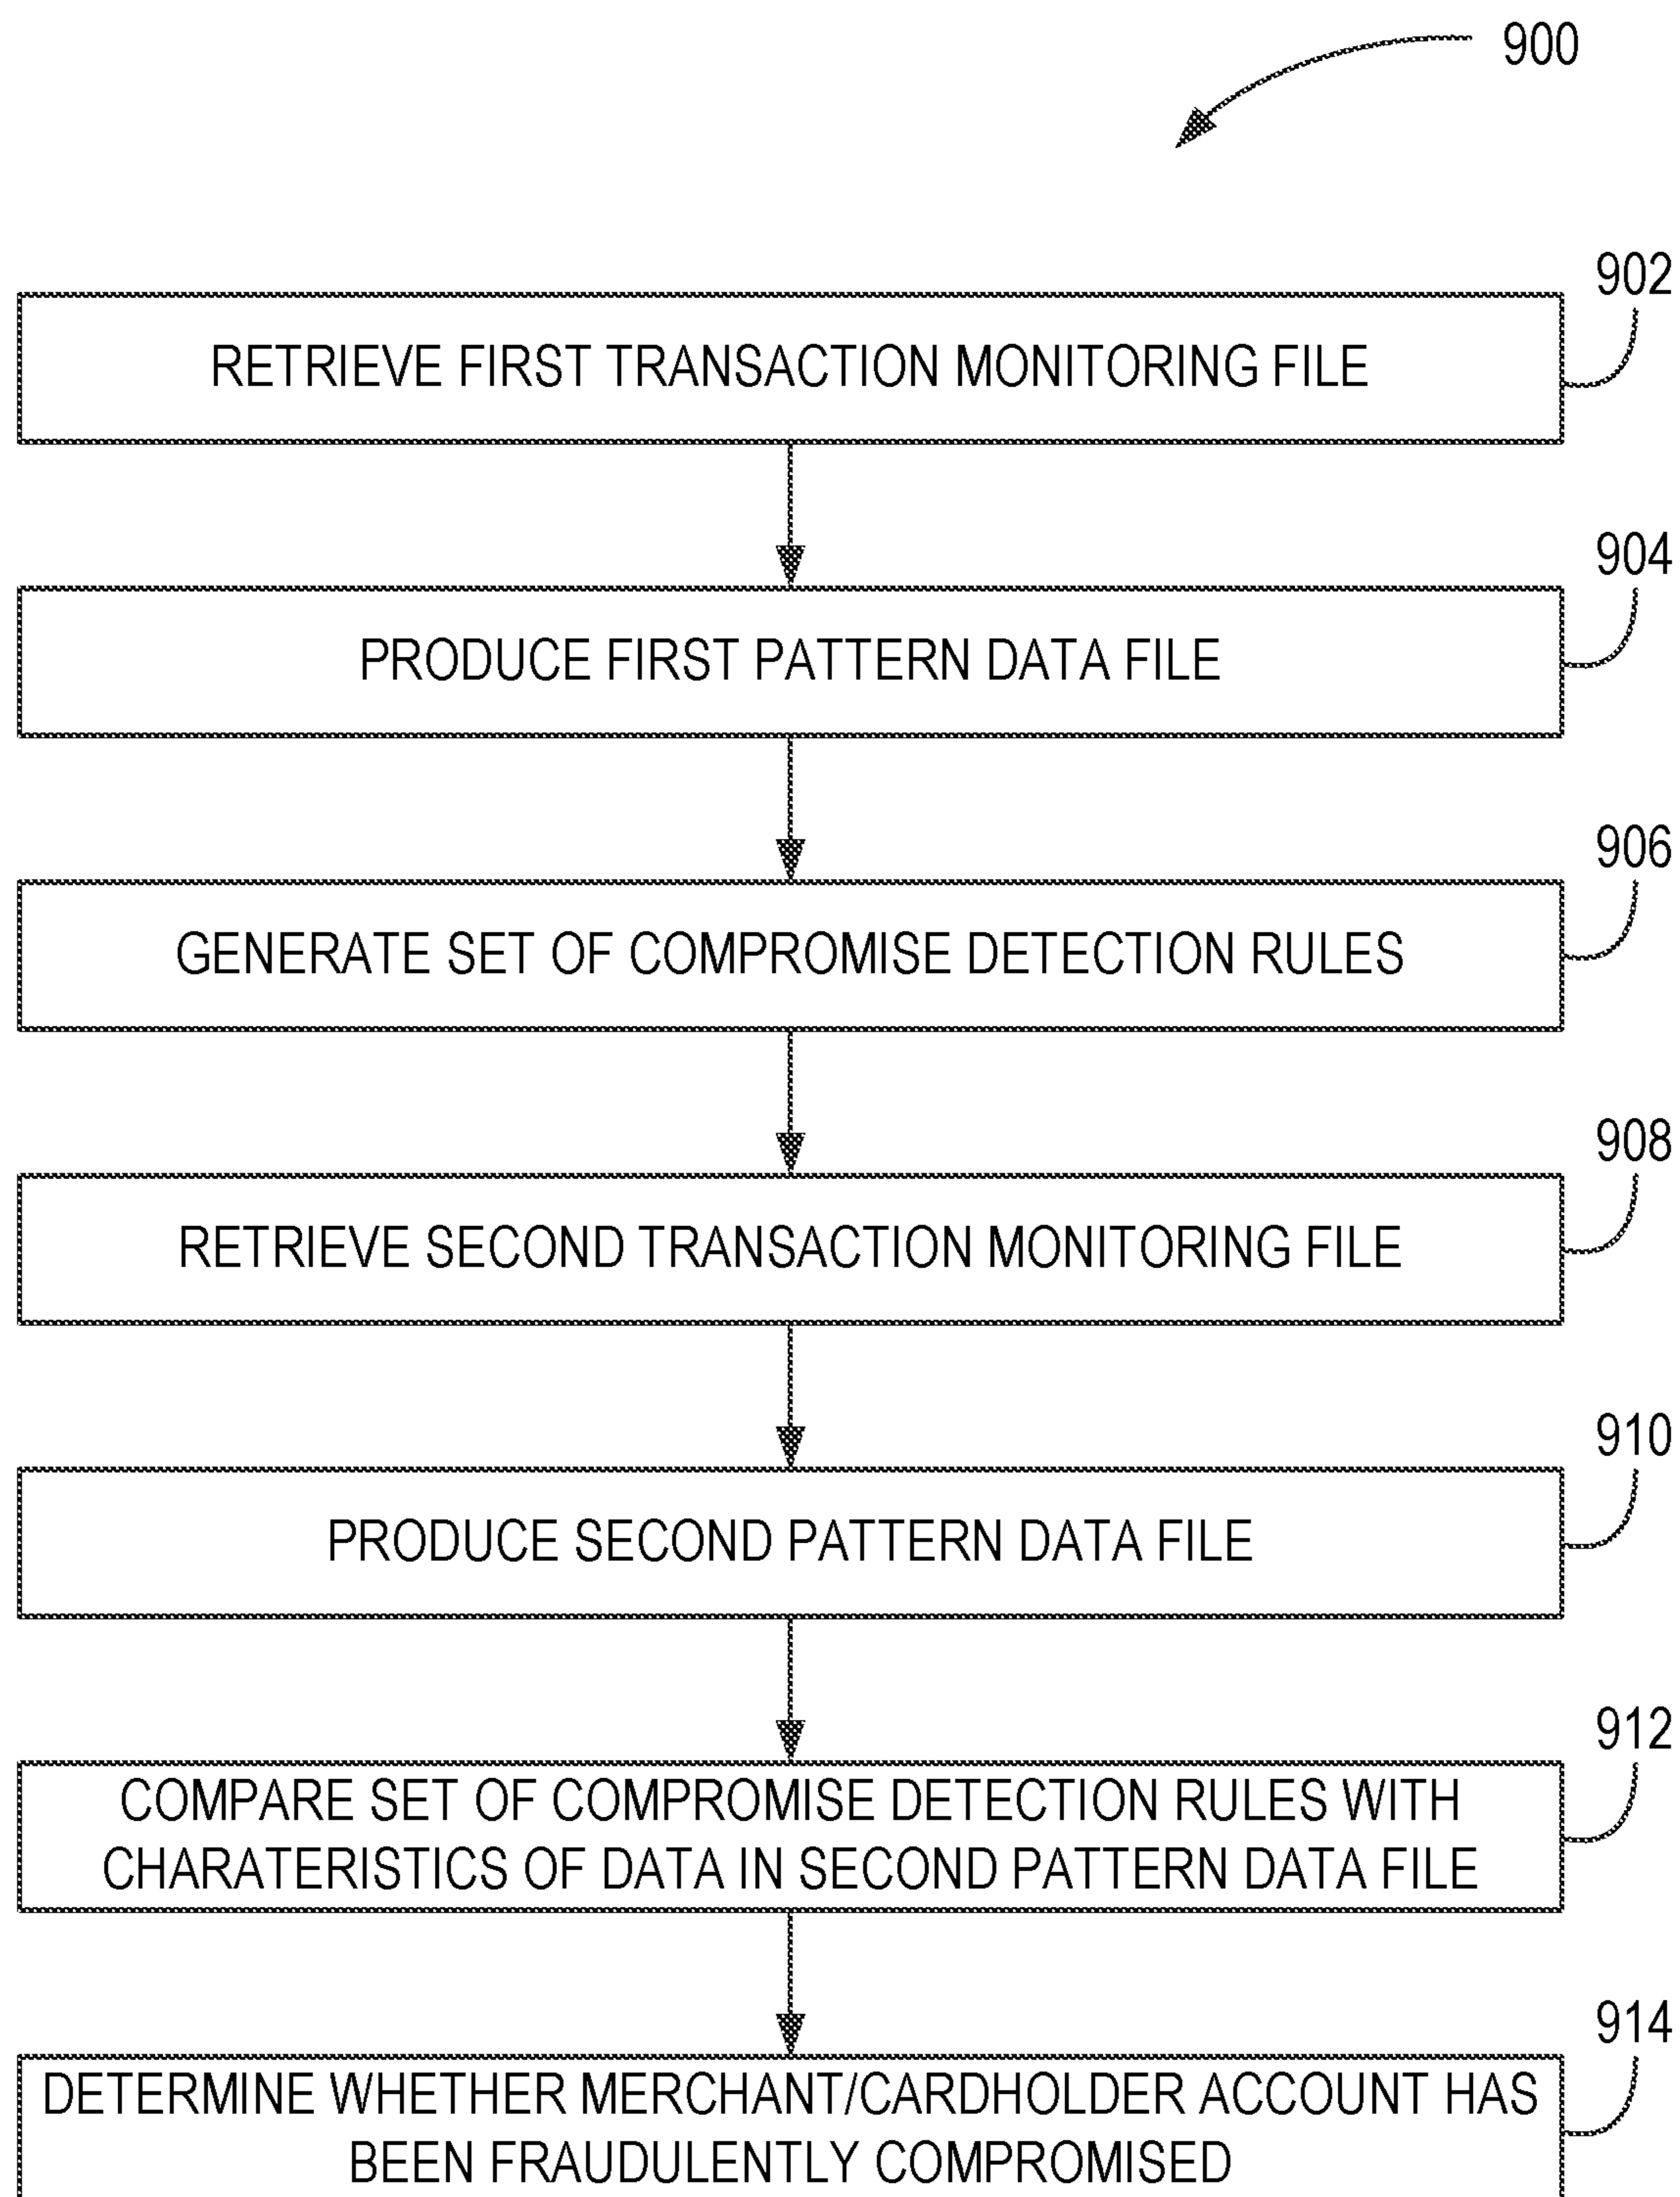 900
902
RETRIEVE FIRST TRANSACTION MONITORING FILE
904
PRODUCE FIRST PATTERN DATA FILE
906
GENERATE SET OF COMPROMISE DETECTION RULES
908
RETRIEVE SECOND TRANSACTION MONITORING FILE
910
PRODUCE SECOND PATTERN DATA FILE
912
COMPARE SET OF COMPROMISE DETECTION RULES WITH
CHARATERISTICS OF DATA IN SECOND PATTERN DATA FILE
914
DETERMINE WHETHER MERCHANT/CARDHOLDER ACCOUNT HAS
BEEN FRAUDULENTLY COMPROMISED